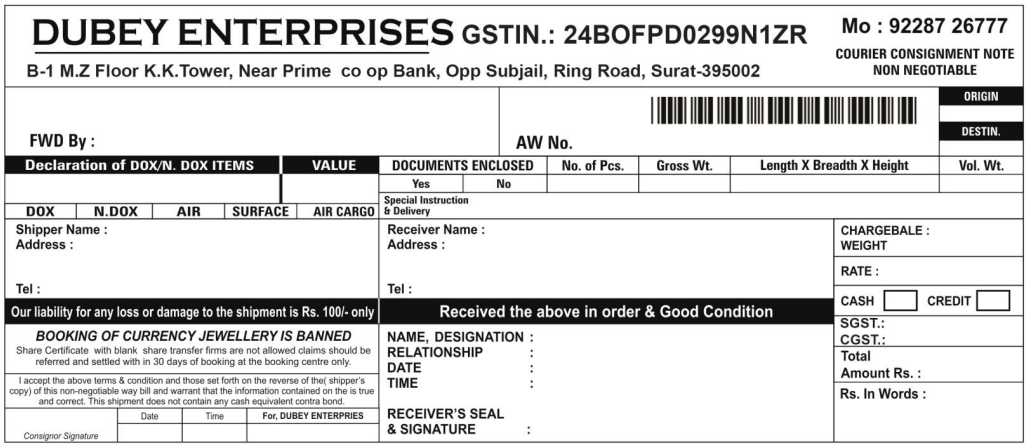 DUBEY ENTERPRISES GSTIN.: 24BOFPD0299N1ZR
Mo : 92287 26777
B-1 M.Z Floor K.K.Tower, Near Prime co op Bank, Opp Subjail, Ring Road, Surat-395002
COURIER CONSIGNMENT NOTE
NON NEGOTIABLE
FWD By :
AW No.
ORIGIN
DESTIN.
Declaration of DOX/N. DOX ITEMS VALUE
DOCUMENTS ENCLOSED No. of Pcs. Gross Wt. Length X Breadth X Height Vol. Wt.
Yes No
Special Instruction
& Delivery
DOX N.DOX AIR SURFACE AIR CARGO
Shipper Name :
Address :
Tel :
Receiver Name :
Address :
Tel :
CHARGEBALE :
WEIGHT
RATE :
CASH CREDIT
SGST.:
CGST.:
Total
Amount Rs. :
Rs. In Words :
Our liability for any loss or damage to the shipment is Rs. 100/- only
Received the above in order & Good Condition
BOOKING OF CURRENCY JEWELLERY IS BANNED
Share Certificate with blank share transfer firms are not allowed claims should be
referred and settled with in 30 days of booking at the booking centre only.
I accept the above terms & condition and those set forth on the reverse of the( shipper's
copy) of this non-negotiable way bill and warrant that the information contained on the is true
and correct. This shipment does not contain any cash equivalent contra bond.
Date Time For, DUBEY ENTERPRIES
Consignor Signature
NAME, DESIGNATION :
RELATIONSHIP :
DATE :
TIME :
RECEIVER'S SEAL
& SIGNATURE :